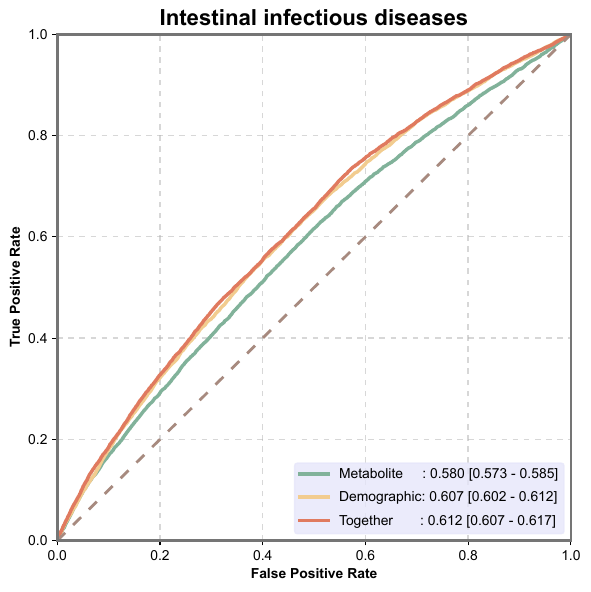 Intestinal infectious diseases
True Positive Rate
1.0
0.8
0.6
0.4
0.2
0.0
Metabolite : 0.580 [0.573 - 0.585]
Demographic: 0.607 [0.602 - 0.612]
Together : 0.612 [0.607 - 0.617]
0.0 0.2 0.4 0.6 0.8 1.0
False Positive Rate